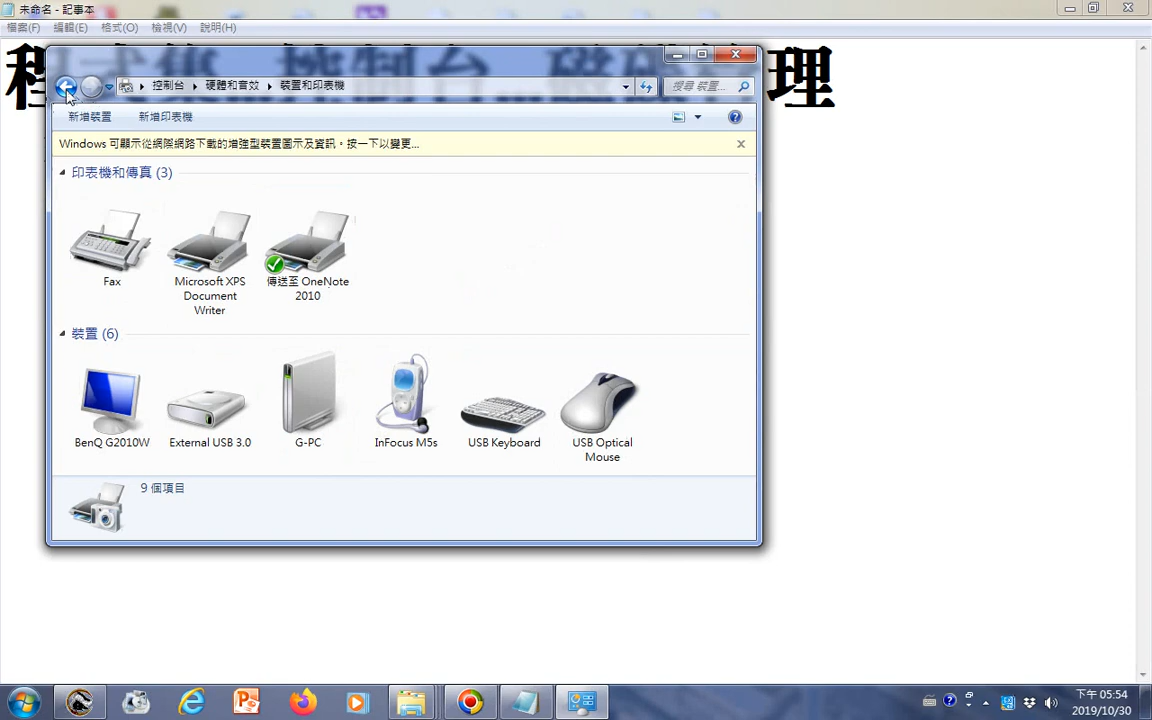 未命名 - 記事本
檔案(F) 編輯(E) 格式(O) 檢視(V) 說明(H)
控制台 硬體和音效 裝置和印表機
搜尋 裝置...
新增裝置 新增印表機
Windows 可顯示從網際網路下載的增強型裝置圖示及資訊。按一下以變更...
印表機和傳真 (3)
Fax
Microsoft XPS
Document
Writer
傳送至 OneNote
2010
裝置 (6)
BenQ G2010W
External USB 3.0
G-PC
InFocus M5s
USB Keyboard
USB Optical
Mouse
9 個項目
下午 05:54
2019/10/30